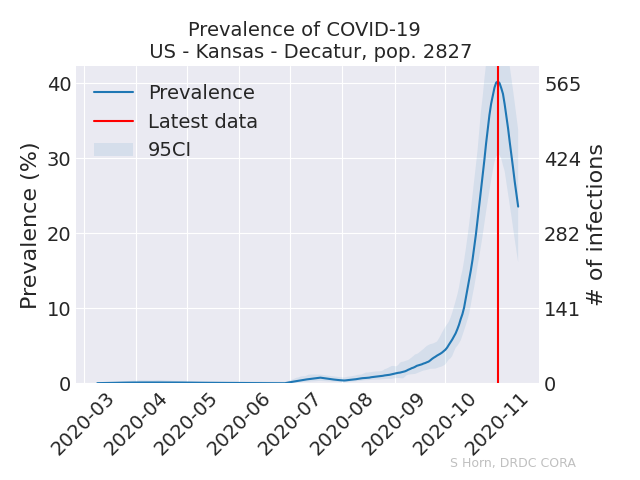 Prevalence of COVID-19
US - Kansas - Decatur, pop. 2827
Prevalence (%)
40
30
20
10
0
Prevalence
Latest data
95CI
565
424
282
141
0
# of infections
2020-03
2020-04
2020-05
2020-06
2020-07
2020-08
2020-09
2020-10
2020-11
S Horn, DRDC CORA